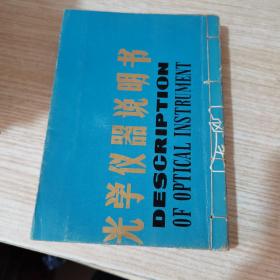 光学仪器说明书
DESCRIPTION
OF OPTICAL INSTRUMENT